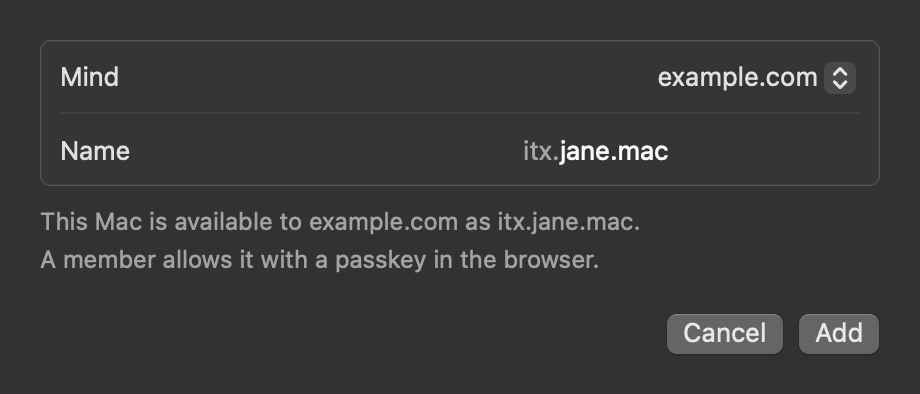 Mind example.com
Name itx.jane.mac
This Mac is available to example.com as itx.jane.mac.
A member allows it with a passkey in the browser.
Cancel Add